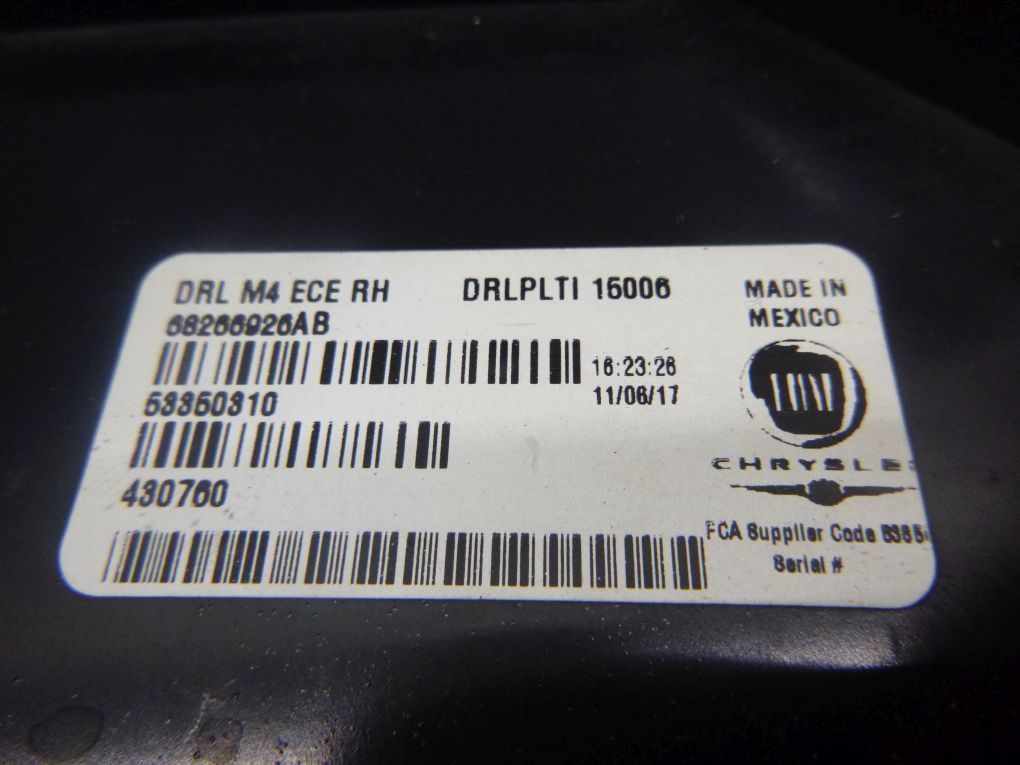 DRL M4 ECE RH
DRLPLTI 15006
MADE IN
MEXICO
68266926AB
16:23:26
11/06/17
53350310
430760
CHRYSLE
FCA Supplier Code
Serial #